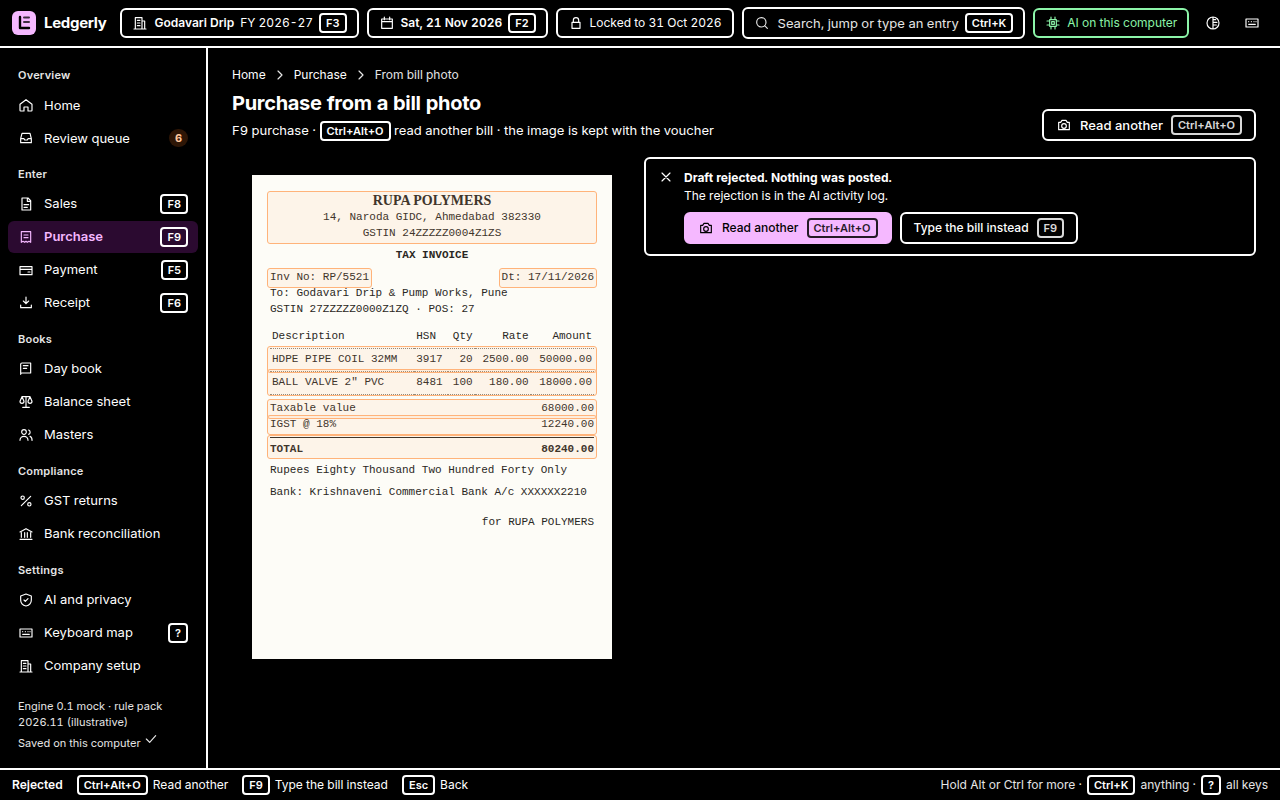 Ledgerly
Godavari Drip FY 2026-27 F3
Sat, 21 Nov 2026 F2
Locked to 31 Oct 2026
Search, jump or type an entry Ctrl+K
AI on this computer
Overview
Home
Review queue 6
Enter
Sales F8
Purchase F9
Payment F5
Receipt F6
Books
Day book
Balance sheet
Masters
Compliance
GST returns
Bank reconciliation
Settings
AI and privacy
Keyboard map ?
Company setup
Engine 0.1 mock · rule pack
2026.11 (illustrative)
Saved on this computer
Home > Purchase > From bill photo
Purchase from a bill photo
F9 purchase · Ctrl+Alt+O read another bill · the image is kept with the voucher
Read another Ctrl+Alt+O
RUPA POLYMERS
14, Naroda GIDC, Ahmedabad 382330
GSTIN 24ZZZZZ0004Z1ZS
TAX INVOICE
Inv No: RP/5521 Dt: 17/11/2026
To: Godavari Drip & Pump Works, Pune
GSTIN 27ZZZZZ0000Z1ZQ · POS: 27
Description HSN Qty Rate Amount
HDPE PIPE COIL 32MM 3917 20 2500.00 50000.00
BALL VALVE 2" PVC 8481 100 180.00 18000.00
Taxable value 68000.00
IGST @ 18% 12240.00
TOTAL 80240.00
Rupees Eighty Thousand Two Hundred Forty Only
Bank: Krishnaveni Commercial Bank A/c XXXXXX2210
for RUPA POLYMERS
Draft rejected. Nothing was posted.
The rejection is in the AI activity log.
Read another Ctrl+Alt+O
Type the bill instead F9
Rejected Ctrl+Alt+O Read another F9 Type the bill instead Esc Back
Hold Alt or Ctrl for more · Ctrl+K anything · ? all keys